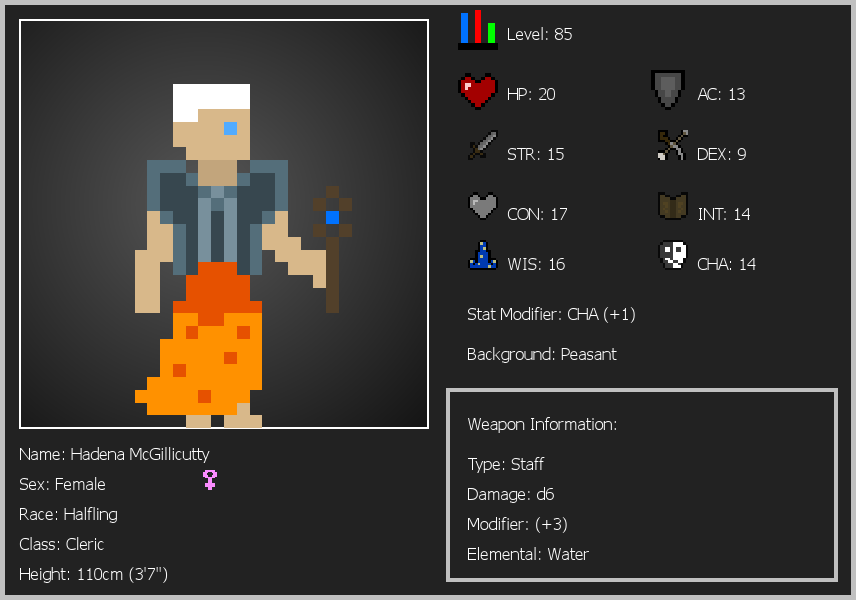 Level: 85
HP: 20
AC: 13
STR: 15
DEX: 9
CON: 17
INT: 14
WIS: 16
CHA: 14
Stat Modifier: CHA (+1)
Background: Peasant
Weapon Information:
Type: Staff
Damage: d6
Modifier: (+3)
Elemental: Water
Name: Hadena McGillicutty
Sex: Female
Race: Halfling
Class: Cleric
Height: 110cm (3'7")